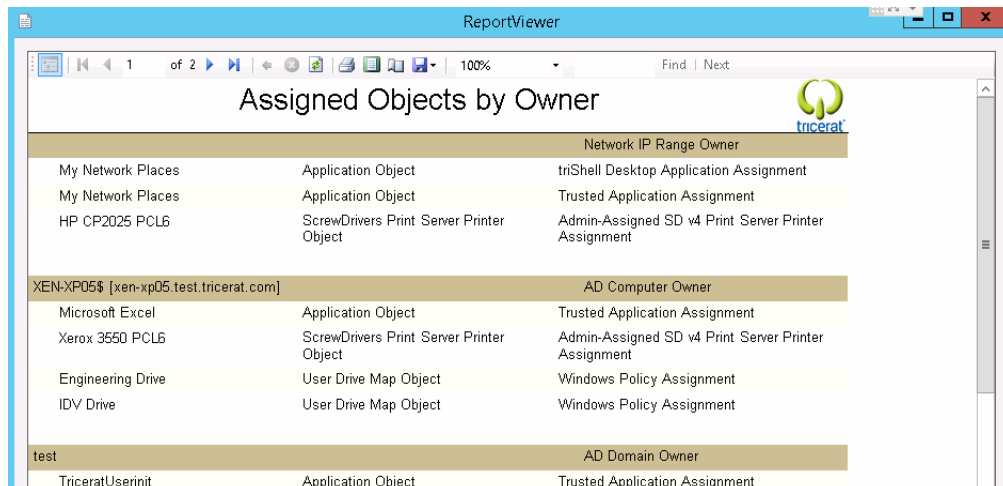 ReportViewer
1 of 2 100% Find | Next
Assigned Objects by Owner
tricerat
Network IP Range Owner
My Network Places Application Object triShell Desktop Application Assignment
My Network Places Application Object Trusted Application Assignment
HP CP2025 PCL6 ScrewDrivers Print Server Printer Admin-Assigned SD v4 Print Server Printer
Object Assignment
XEN-XP05$ [xen-xp05.test.tricerat.com] AD Computer Owner
Microsoft Excel Application Object Trusted Application Assignment
Xerox 3550 PCL6 ScrewDrivers Print Server Printer Admin-Assigned SD v4 Print Server Printer
Object Assignment
Engineering Drive User Drive Map Object Windows Policy Assignment
IDV Drive User Drive Map Object Windows Policy Assignment
test AD Domain Owner
TriceratUserinit Application Object Trusted Application Assignment